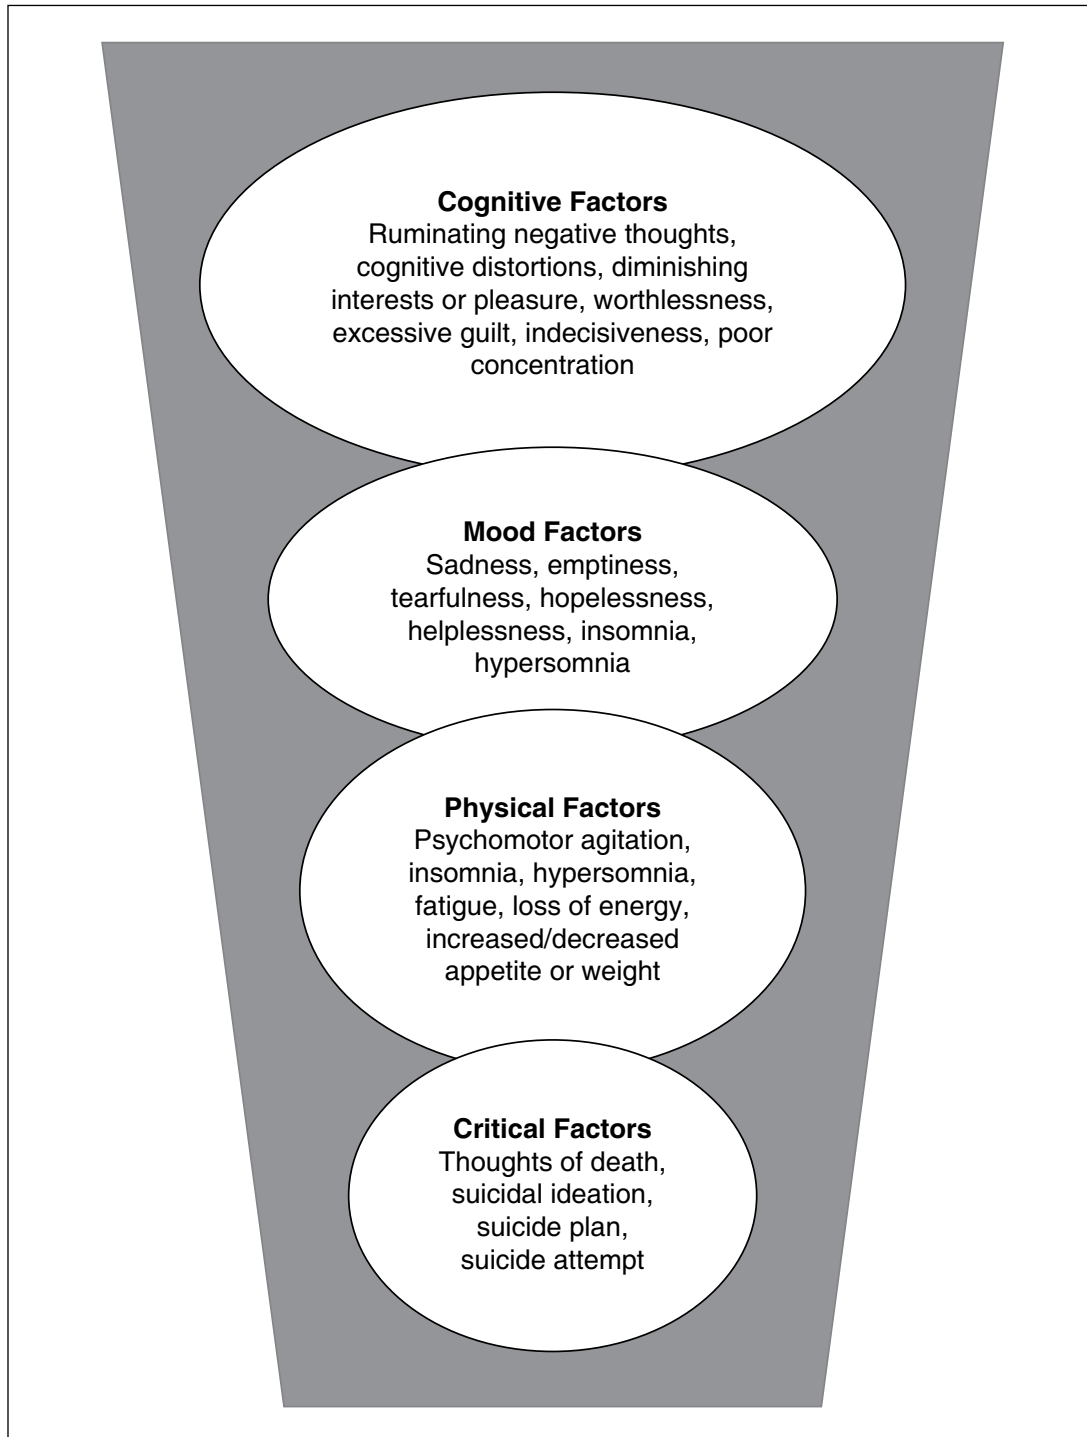 Cognitive Factors
Ruminating negative thoughts,
cognitive distortions, diminishing
interests or pleasure, worthlessness,
excessive guilt, indecisiveness, poor
concentration
Mood Factors
Sadness, emptiness,
tearfulness, hopelessness,
helplessness, insomnia,
hypersomnia
Physical Factors
Psychomotor agitation,
insomnia, hypersomnia,
fatigue, loss of energy,
increased/decreased
appetite or weight
Critical Factors
Thoughts of death,
suicidal ideation,
suicide plan,
suicide attempt